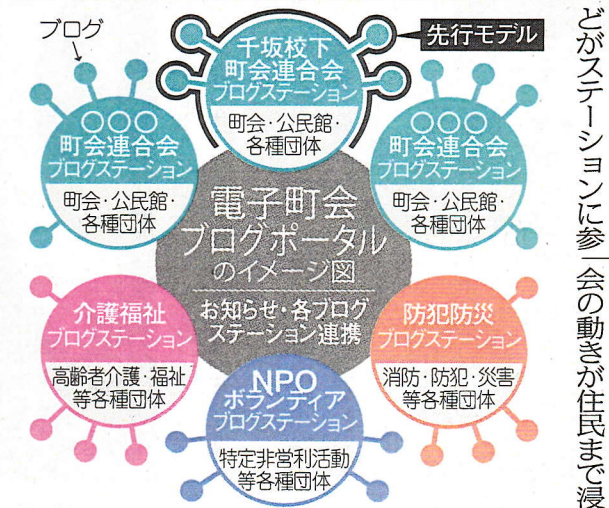 ブログ
先行モデル
千坂校下
町会連合会
ブログステーション
町会・公民館・
各種団体
〇〇〇
町会連合会
ブログステーション
町会・公民館・
各種団体
〇〇〇
町会連合会
ブログステーション
町会・公民館・
各種団体
電子町会
ブログポータル
のイメージ図
お知らせ・各ブログ
ステーション連携
介護福祉
ブログステーション
高齢者介護・福祉
等各種団体
防犯防災
ブログステーション
消防・防犯・災害
等各種団体
NPO
ボランティア
ブログステーション
特定非営利活動
等各種団体
どがステーションに参
会の動きが住民まで浸